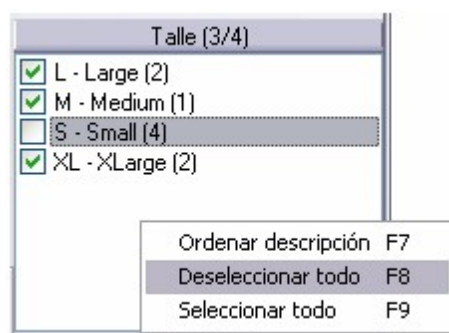 Talle (3/4)
L - Large (2)
M - Medium (1)
S - Small (4)
XL - XLarge (2)
Ordenar descripción F7
Deseleccionar todo F8
Seleccionar todo F9